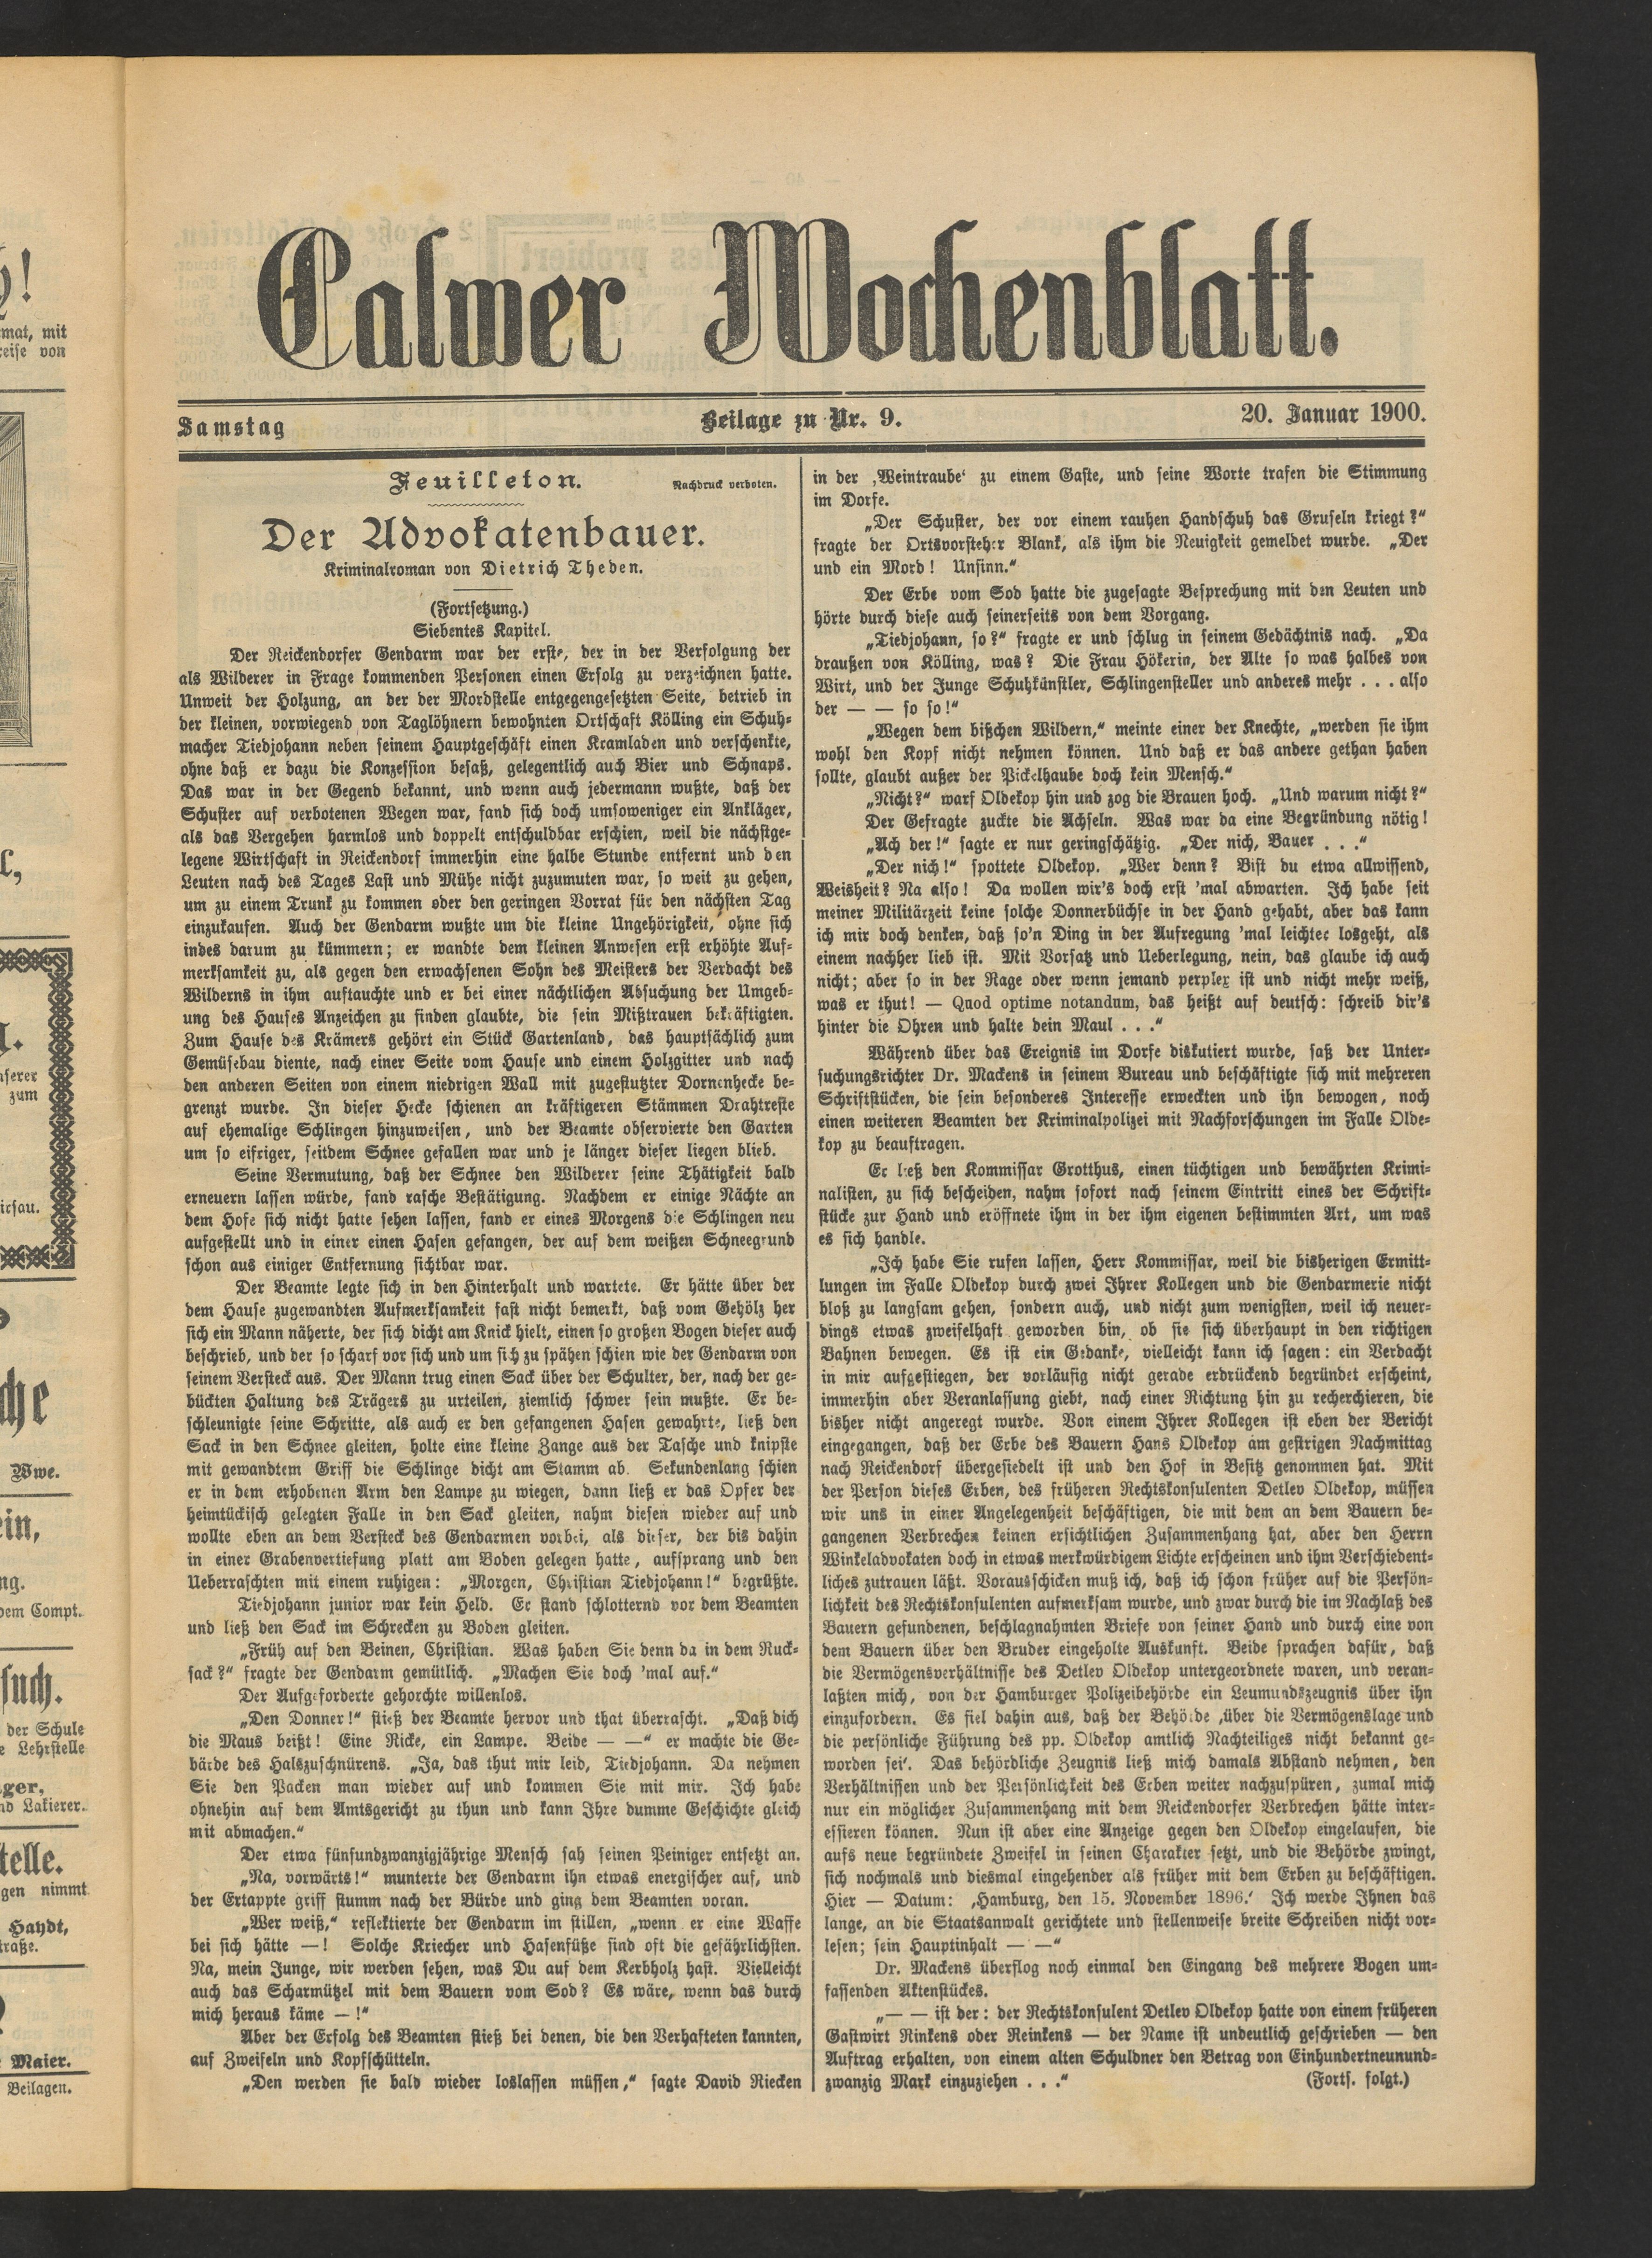 Calwer Wochenblatt.
Samstag
Beilage zu Nr. 9.
20. Januar 1900.
Feuilleton.
Nachdruck verboten.
Der Advokatenbauer.
Kriminalroman von Dietrich Theden.
(Fortsetzung.)
Siebentes Kapitel.
Der Reickendorfer Gendarm war der erste, der in der Verfolgung der
als Wilderer in Frage kommenden Personen einen Erfolg zu verzeichnen hatte.
Unweit der Holzung, an der der Mordstelle entgegengesetzten Seite, betrieb in
der kleinen, vorwiegend von Taglöhnern bewohnten Ortschaft Kölling ein Schuh-
macher Tiedjohann neben seinem Hauptgeschäft einen Kramladen und verschenkte,
ohne daß er dazu die Konzession besaß, gelegentlich auch Bier und Schnaps.
Das war in der Gegend bekannt, und wenn auch jedermann wußte, daß der
Schuster auf verbotenen Wegen war, fand sich doch umsoweniger ein Ankläger,
als das Vergehen harmlos und doppelt entschuldbar erschien, weil die nächstge-
legene Wirtschaft in Reickendorf immerhin eine halbe Stunde entfernt und den
Leuten nach des Tages Last und Mühe nicht zuzumuten war, so weit zu gehen,
um zu einem Trunk zu kommen oder den geringen Vorrat für den nächsten Tag
einzukaufen. Auch der Gendarm wußte um die kleine Ungehörigkeit, ohne sich
indes darum zu kümmern; er wandte dem kleinen Anwesen erst erhöhte Auf-
merksamkeit zu, als gegen den erwachsenen Sohn des Meisters der Verdacht des
Wilderns in ihm auftauchte und er bei einer nächtlichen Absuchung der Umgeb-
ung des Hauses Anzeichen zu finden glaubte, die sein Mißtrauen bekräftigten.
Zum Hause des Krämers gehört ein Stück Gartenland, das hauptsächlich zum
Gemüsebau diente, nach einer Seite vom Hause und einem Holzgitter und nach
den anderen Seiten von einem niedrigen Wall mit zugestutzter Dornenhecke be-
grenzt wurde. In dieser Hecke schienen an kräftigeren Stämmen Drahtreste
auf ehemalige Schlingen hinzuweisen, und der Beamte observierte den Garten
um so eifriger, seitdem Schnee gefallen war und je länger dieser liegen blieb.
Seine Vermutung, daß der Schnee den Wilderer seine Thätigkeit bald
erneuern lassen würde, fand rasche Bestätigung. Nachdem er einige Nächte an
dem Hofe sich nicht hatte sehen lassen, fand er eines Morgens die Schlingen neu
aufgestellt und in einer einen Hasen gefangen, der auf dem weißen Schneegrund
schon aus einiger Entfernung sichtbar war.
Der Beamte legte sich in den Hinterhalt und wartete. Er hätte über der
dem Hause zugewandten Aufmerksamkeit fast nicht bemerkt, daß vom Gehölz her
sich ein Mann näherte, der sich dicht am Knick hielt, einen so großen Bogen dieser auch
beschrieb, und der so scharf vor sich und um sich zu spähen schien wie der Gendarm von
seinem Versteck aus. Der Mann trug einen Sack über der Schulter, der, nach der ge-
bückten Haltung des Trägers zu urteilen, ziemlich schwer sein mußte. Er be-
schleunigte seine Schritte, als auch er den gefangenen Hasen gewahrte, ließ den
Sack in den Schnee gleiten, holte eine kleine Zange aus der Tasche und knipste
mit gewandtem Griff die Schlinge dicht am Stamm ab. Sekundenlang schien
er in dem erhobenen Arm den Lampe zu wiegen, dann ließ er das Opfer der
heimtückisch gelegten Falle in den Sack gleiten, nahm diesen wieder auf und
wollte eben an dem Versteck des Gendarmen vorbei, als dieser, der bis dahin
in einer Grabenvertiefung platt am Boden gelegen hatte, aufsprang und den
Ueberraschten mit einem ruhigen: „Morgen, Christian Tiedjohann!“ begrüßte.
Tiedjohann junior war kein Held. Er stand schlotternd vor dem Beamten
und ließ den Sack im Schrecken zu Boden gleiten.
„Früh auf den Beinen, Christian. Was haben Sie denn da in dem Ruck-
sack?“ fragte der Gendarm gemütlich. „Machen Sie doch 'mal auf.“
Der Aufgeforderte gehorchte willenlos.
„Den Donner!“ stieß der Beamte hervor und that überrascht. „Daß dich
die Maus beißt! Eine Ricke, ein Lampe. Beide — —“ er machte die Ge-
bärde des Halszuschnürens. „Ja, das thut mir leid, Tiedjohann. Da nehmen
Sie den Packen man wieder auf und kommen Sie mit mir. Ich habe
ohnehin auf dem Amtsgericht zu thun und kann Ihre dumme Geschichte gleich
mit abmachen.“
Der etwa fünfundzwanzigjährige Mensch sah seinen Peiniger entsetzt an.
„Na, vorwärts!“ munterte der Gendarm ihn etwas energischer auf, und
der Ertappte griff stumm nach der Bürde und ging dem Beamten voran.
„Wer weiß,“ reflektierte der Gendarm im stillen, „wenn er eine Waffe
bei sich hätte —! Solche Kriecher und Hasenfüße sind oft die gefährlichsten.
Na, mein Junge, wir werden sehen, was Du auf dem Kerbholz hast. Vielleicht
auch das Scharmützel mit dem Bauern vom Sod? Es wäre, wenn das durch
mich heraus käme —!“
Aber der Erfolg des Beamten stieß bei denen, die den Verhafteten kannten,
auf Zweifeln und Kopfschütteln.
„Den werden sie bald wieder loslassen müssen,“ sagte David Riecken
in der ‚Weintraube‘ zu einem Gaste, und seine Worte trafen die Stimmung
im Dorfe.
„Der Schuster, der vor einem rauhen Handschuh das Gruseln kriegt?“
fragte der Ortsvorsteher Blank, als ihm die Neuigkeit gemeldet wurde. „Der
und ein Mord! Unsinn.“
Der Erbe vom Sod hatte die zugesagte Besprechung mit den Leuten und
hörte durch diese auch seinerseits von dem Vorgang.
„Tiedjohann, so?“ fragte er und schlug in seinem Gedächtnis nach. „Da
draußen von Kölling, was? Die Frau Hökerin, der Alte so was halbes von
Wirt, und der Junge Schuhkünstler, Schlingensteller und anderes mehr . . . also
der — — so so!“
„Wegen dem bißchen Wildern,“ meinte einer der Knechte, „werden sie ihm
wohl den Kopf nicht nehmen können. Und daß er das andere gethan haben
sollte, glaubt außer der Pickelhaube doch kein Mensch.“
„Nicht?“ warf Oldekop hin und zog die Brauen hoch. „Und warum nicht?“
Der Gefragte zuckte die Achseln. Was war da eine Begründung nötig!
„Ach der!“ sagte er nur geringschätzig. „Der nich, Bauer . . .“
„Der nich!“ spottete Oldekop. „Wer denn? Bist du etwa allwissend,
Weisheit? Na also! Da wollen wir's doch erst 'mal abwarten. Ich habe seit
meiner Militärzeit keine solche Donnerbüchse in der Hand gehabt, aber das kann
ich mir doch denken, daß so'n Ding in der Aufregung 'mal leichter losgeht, als
einem nachher lieb ist. Mit Vorsatz und Ueberlegung, nein, das glaube ich auch
nicht; aber so in der Rage oder wenn jemand perplex ist und nicht mehr weiß,
was er thut! — Quod optime notandum, das heißt auf deutsch: schreib dir's
hinter die Ohren und halte dein Maul . . .“
Während über das Ereignis im Dorfe diskutiert wurde, saß der Unter-
suchungsrichter Dr. Mackens in seinem Bureau und beschäftigte sich mit mehreren
Schriftstücken, die sein besonderes Interesse erweckten und ihn bewogen, noch
einen weiteren Beamten der Kriminalpolizei mit Nachforschungen im Falle Olde-
kop zu beauftragen.
Er ließ den Kommissar Grotthus, einen tüchtigen und bewährten Krimi-
nalisten, zu sich bescheiden, nahm sofort nach seinem Eintritt eines der Schrift-
stücke zur Hand und eröffnete ihm in der ihm eigenen bestimmten Art, um was
es sich handle.
„Ich habe Sie rufen lassen, Herr Kommissar, weil die bisherigen Ermitt-
lungen im Falle Oldekop durch zwei Ihrer Kollegen und die Gendarmerie nicht
bloß zu langsam gehen, sondern auch, und nicht zum wenigsten, weil ich neuer-
dings etwas zweifelhaft geworden bin, ob sie sich überhaupt in den richtigen
Bahnen bewegen. Es ist ein Gedanke, vielleicht kann ich sagen: ein Verdacht
in mir aufgestiegen, der vorläufig nicht gerade erdrückend begründet erscheint,
immerhin aber Veranlassung giebt, nach einer Richtung hin zu recherchieren, die
bisher nicht angeregt wurde. Von einem Ihrer Kollegen ist eben der Bericht
eingegangen, daß der Erbe des Bauern Hans Oldekop am gestrigen Nachmittag
nach Reickendorf übergesiedelt ist und den Hof in Besitz genommen hat. Mit
der Person dieses Erben, des früheren Rechtskonsulenten Detlev Oldekop, müssen
wir uns in einer Angelegenheit beschäftigen, die mit dem an dem Bauern be-
gangenen Verbrechen keinen ersichtlichen Zusammenhang hat, aber den Herrn
Winkeladvokaten doch in etwas merkwürdigem Lichte erscheinen und ihm Verschiedent-
liches zutrauen läßt. Vorausschicken muß ich, daß ich schon früher auf die Persön-
lichkeit des Rechtskonsulenten aufmerksam wurde, und zwar durch die im Nachlaß des
Bauern gefundenen, beschlagnahmten Briefe von seiner Hand und durch eine von
dem Bauern über den Bruder eingeholte Auskunft. Beide sprachen dafür, daß
die Vermögensverhältnisse des Detlev Oldekop untergeordnete waren, und veran-
laßten mich, von der Hamburger Polizeibehörde ein Leumundszeugnis über ihn
einzufordern. Es fiel dahin aus, daß der Behörde ‚über die Vermögenslage und
die persönliche Führung des pp. Oldekop amtlich Nachteiliges nicht bekannt ge-
worden sei‘. Das behördliche Zeugnis ließ mich damals Abstand nehmen, den
Verhältnissen und der Persönlichkeit des Erben weiter nachzuspüren, zumal mich
nur ein möglicher Zusammenhang mit dem Reickendorfer Verbrechen hätte inter-
essieren können. Nun ist aber eine Anzeige gegen den Oldekop eingelaufen, die
aufs neue begründete Zweifel in seinen Charakter setzt, und die Behörde zwingt,
sich nochmals und diesmal eingehender als früher mit dem Erben zu beschäftigen.
Hier — Datum: ‚Hamburg, den 15. November 1896.‘ Ich werde Ihnen das
lange, an die Staatsanwalt gerichtete und stellenweise breite Schreiben nicht vor-
lesen; sein Hauptinhalt — —“
Dr. Mackens überflog noch einmal den Eingang des mehrere Bogen um-
fassenden Aktenstückes.
„— — ist der: der Rechtskonsulent Detlev Oldekop hatte von einem früheren
Gastwirt Rinkens oder Reinkens — der Name ist undeutlich geschrieben — den
Auftrag erhalten, von einem alten Schuldner den Betrag von Einhundertneunund-
zwanzig Mark einzuziehen . . .“
(Forts. folgt.)
mat, mit
reise von
nserer
zum
Wwe.
dem Compt.
der Schule
Lehrstelle
Lakierer.
gen nimmt
Haydt,
Maier.
Beilagen.